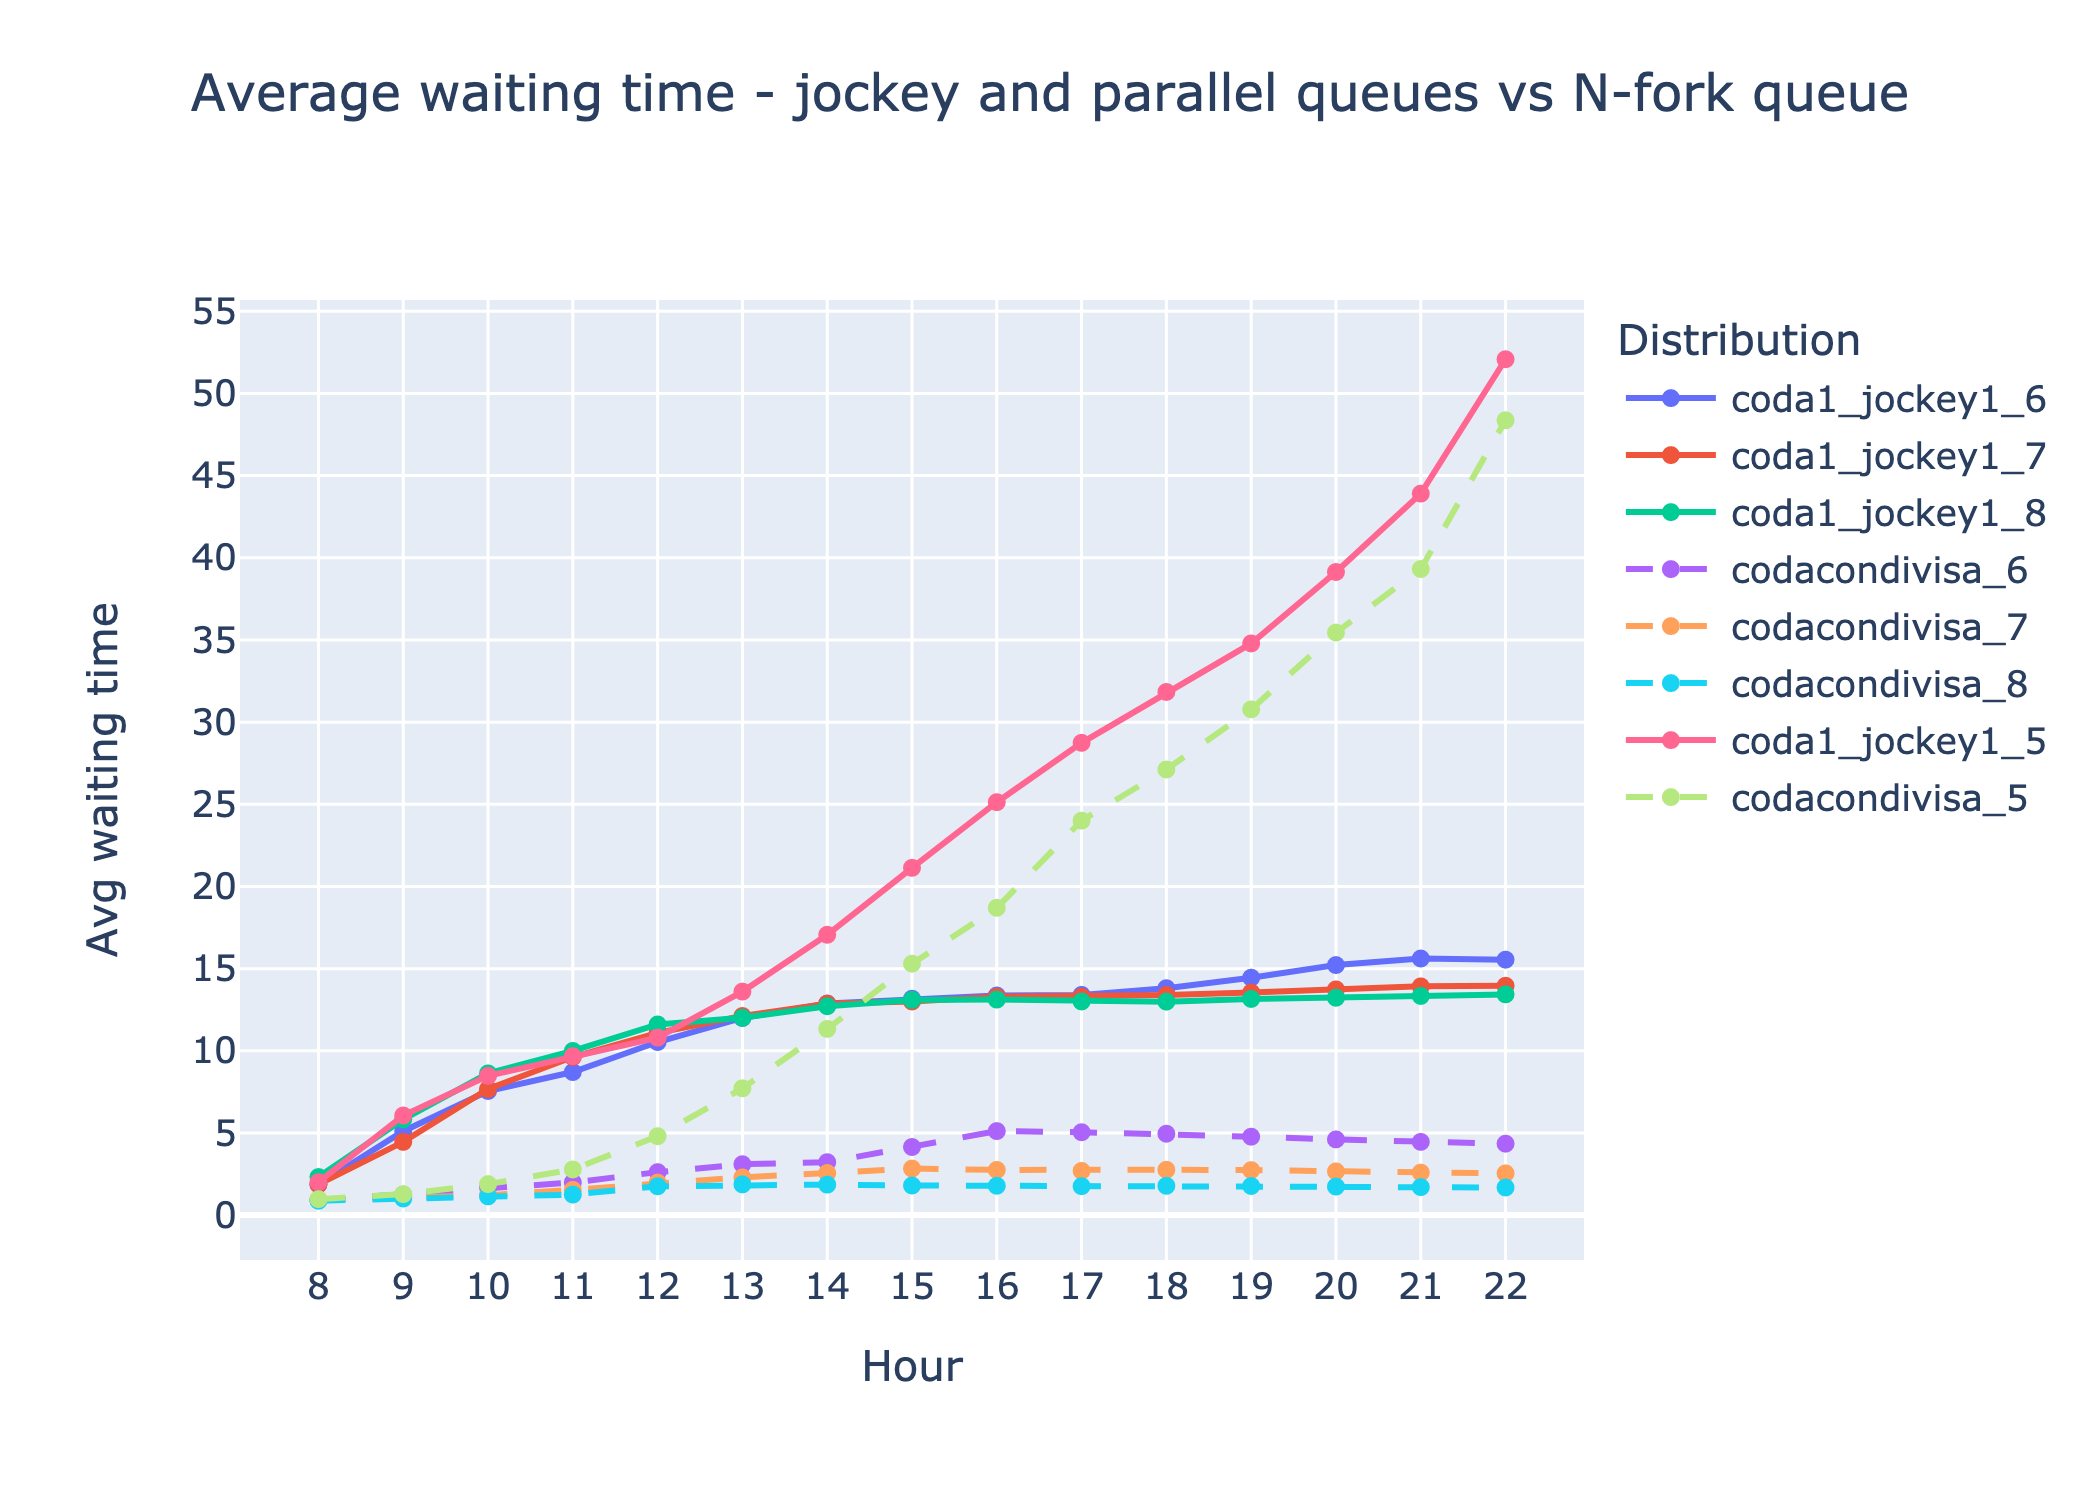 Average waiting time - jockey and parallel queues vs N-fork queue
55
50
45
40
35
30
25
20
15
10
5
0
Avg waiting time
8 9 10 11 12 13 14 15 16 17 18 19 20 21 22
Hour
Distribution
coda1_jockey1_6
coda1_jockey1_7
coda1_jockey1_8
codacondivisa_6
codacondivisa_7
codacondivisa_8
coda1_jockey1_5
codacondivisa_5